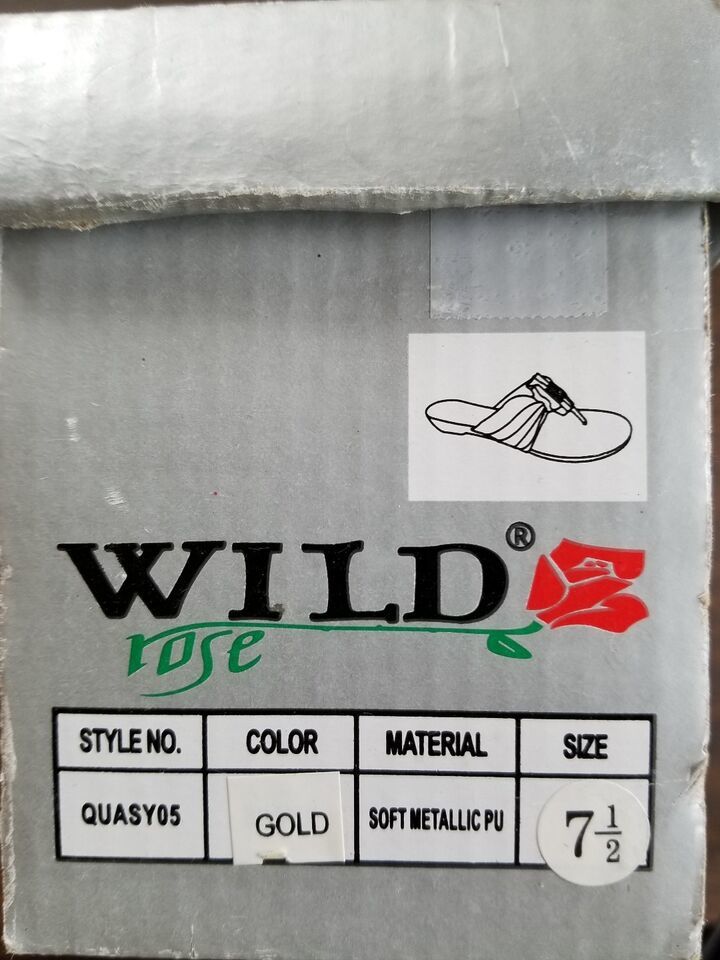 WILD®
rose
STYLE NO. COLOR MATERIAL SIZE
QUASY05 GOLD SOFT METALLIC PU 7 1/2